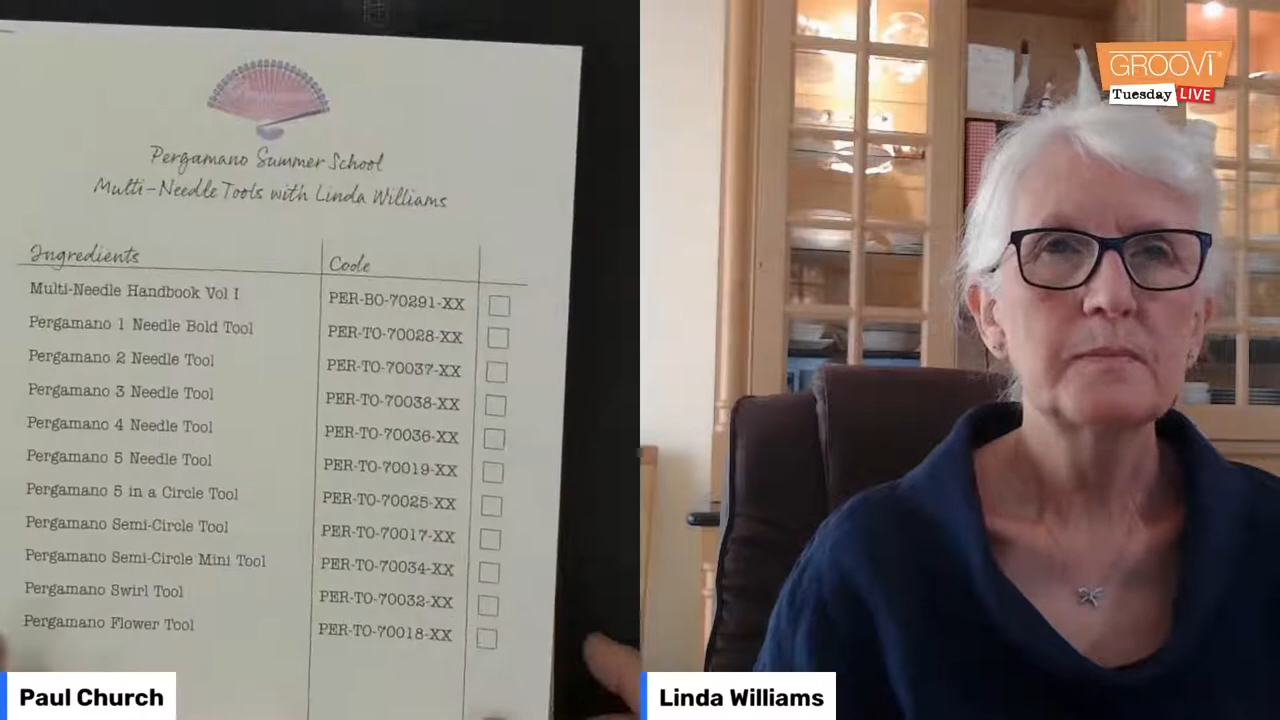 Pergamano Summer School
Multi-Needle Tools with Linda Williams
Ingredients Code
Multi-Needle Handbook Vol I PER-BO-70291-XX
Pergamano 1 Needle Bold Tool PER-TO-70028-XX
Pergamano 2 Needle Tool PER-TO-70037-XX
Pergamano 3 Needle Tool PER-TO-70038-XX
Pergamano 4 Needle Tool PER-TO-70036-XX
Pergamano 5 Needle Tool PER-TO-70019-XX
Pergamano 5 in a Circle Tool PER-TO-70025-XX
Pergamano Semi-Circle Tool PER-TO-70017-XX
Pergamano Semi-Circle Mini Tool PER-TO-70034-XX
Pergamano Swirl Tool PER-TO-70032-XX
Pergamano Flower Tool PER-TO-70018-XX
Paul Church
GROOVI®
Tuesday LIVE
Linda Williams